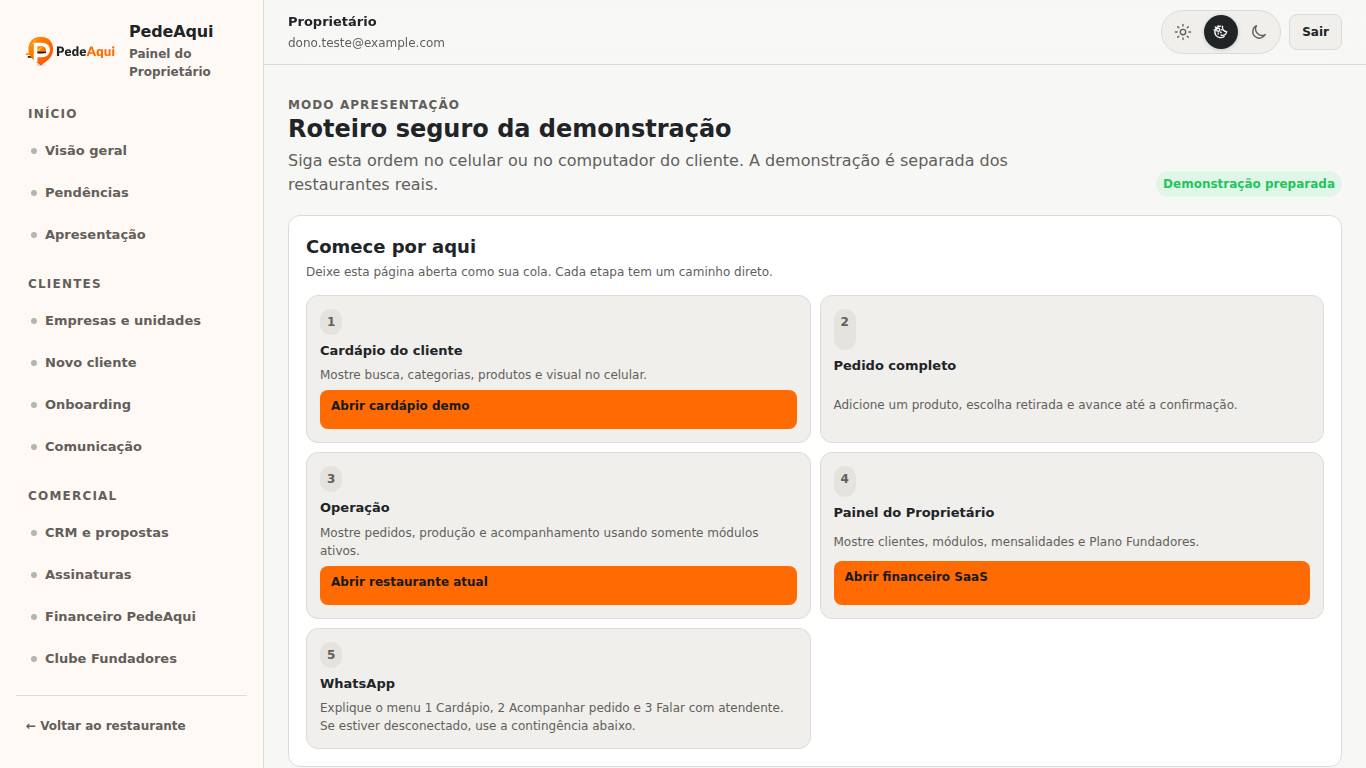 PedeAqui
PedeAqui
Painel do
Proprietário
INÍCIO
Visão geral
Pendências
Apresentação
CLIENTES
Empresas e unidades
Novo cliente
Onboarding
Comunicação
COMERCIAL
CRM e propostas
Assinaturas
Financeiro PedeAqui
Clube Fundadores
← Voltar ao restaurante
Proprietário
dono.teste@example.com
Sair
MODO APRESENTAÇÃO
Roteiro seguro da demonstração
Siga esta ordem no celular ou no computador do cliente. A demonstração é separada dos
restaurantes reais.
Demonstração preparada
Comece por aqui
Deixe esta página aberta como sua cola. Cada etapa tem um caminho direto.
1
Cardápio do cliente
Mostre busca, categorias, produtos e visual no celular.
Abrir cardápio demo
2
Pedido completo
Adicione um produto, escolha retirada e avance até a confirmação.
3
Operação
Mostre pedidos, produção e acompanhamento usando somente módulos
ativos.
Abrir restaurante atual
4
Painel do Proprietário
Mostre clientes, módulos, mensalidades e Plano Fundadores.
Abrir financeiro SaaS
5
WhatsApp
Explique o menu 1 Cardápio, 2 Acompanhar pedido e 3 Falar com atendente.
Se estiver desconectado, use a contingência abaixo.